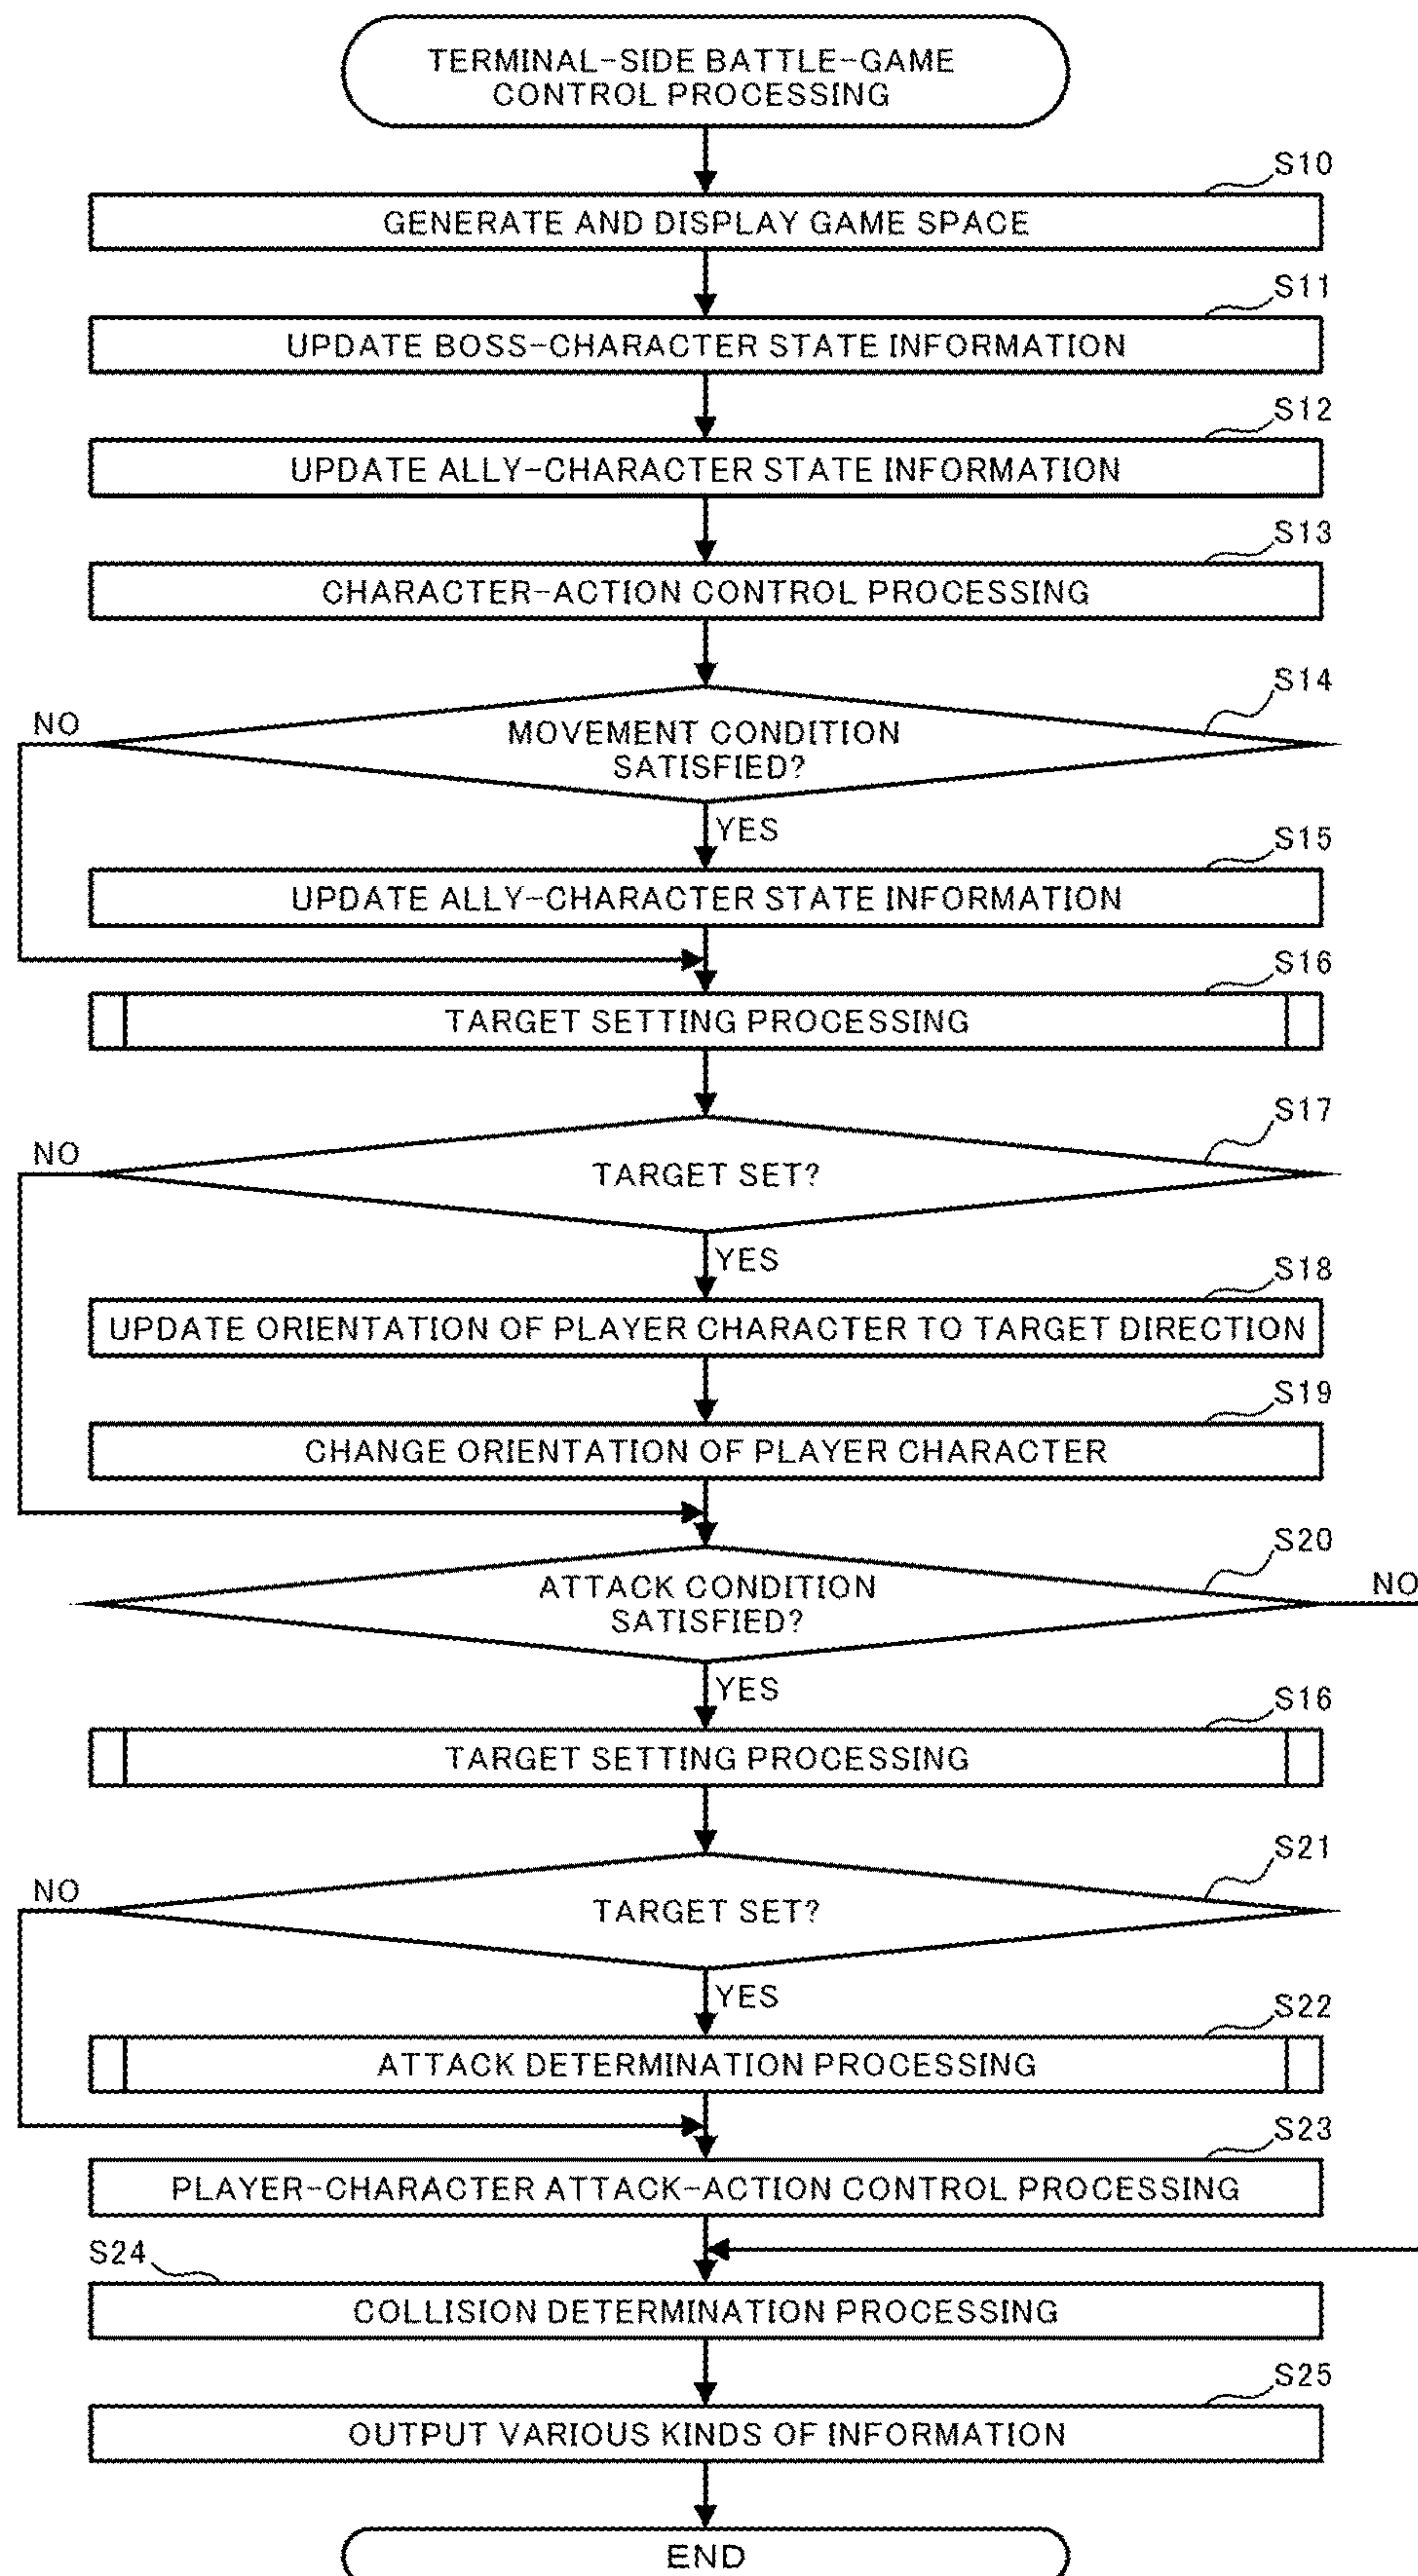 TERMINAL-SIDE BATTLE-GAME
CONTROL PROCESSING
S10
GENERATE AND DISPLAY GAME SPACE
S11
UPDATE BOSS-CHARACTER STATE INFORMATION
S12
UPDATE ALLY-CHARACTER STATE INFORMATION
S13
CHARACTER-ACTION CONTROL PROCESSING
S14
NO
MOVEMENT CONDITION
SATISFIED?
YES
S15
UPDATE ALLY-CHARACTER STATE INFORMATION
S16
TARGET SETTING PROCESSING
S17
NO
TARGET SET?
YES
S18
UPDATE ORIENTATION OF PLAYER CHARACTER TO TARGET DIRECTION
S19
CHANGE ORIENTATION OF PLAYER CHARACTER
S20
NO
ATTACK CONDITION
SATISFIED?
YES
S16
TARGET SETTING PROCESSING
S21
NO
TARGET SET?
YES
S22
ATTACK DETERMINATION PROCESSING
S23
PLAYER-CHARACTER ATTACK-ACTION CONTROL PROCESSING
S24
COLLISION DETERMINATION PROCESSING
S25
OUTPUT VARIOUS KINDS OF INFORMATION
END